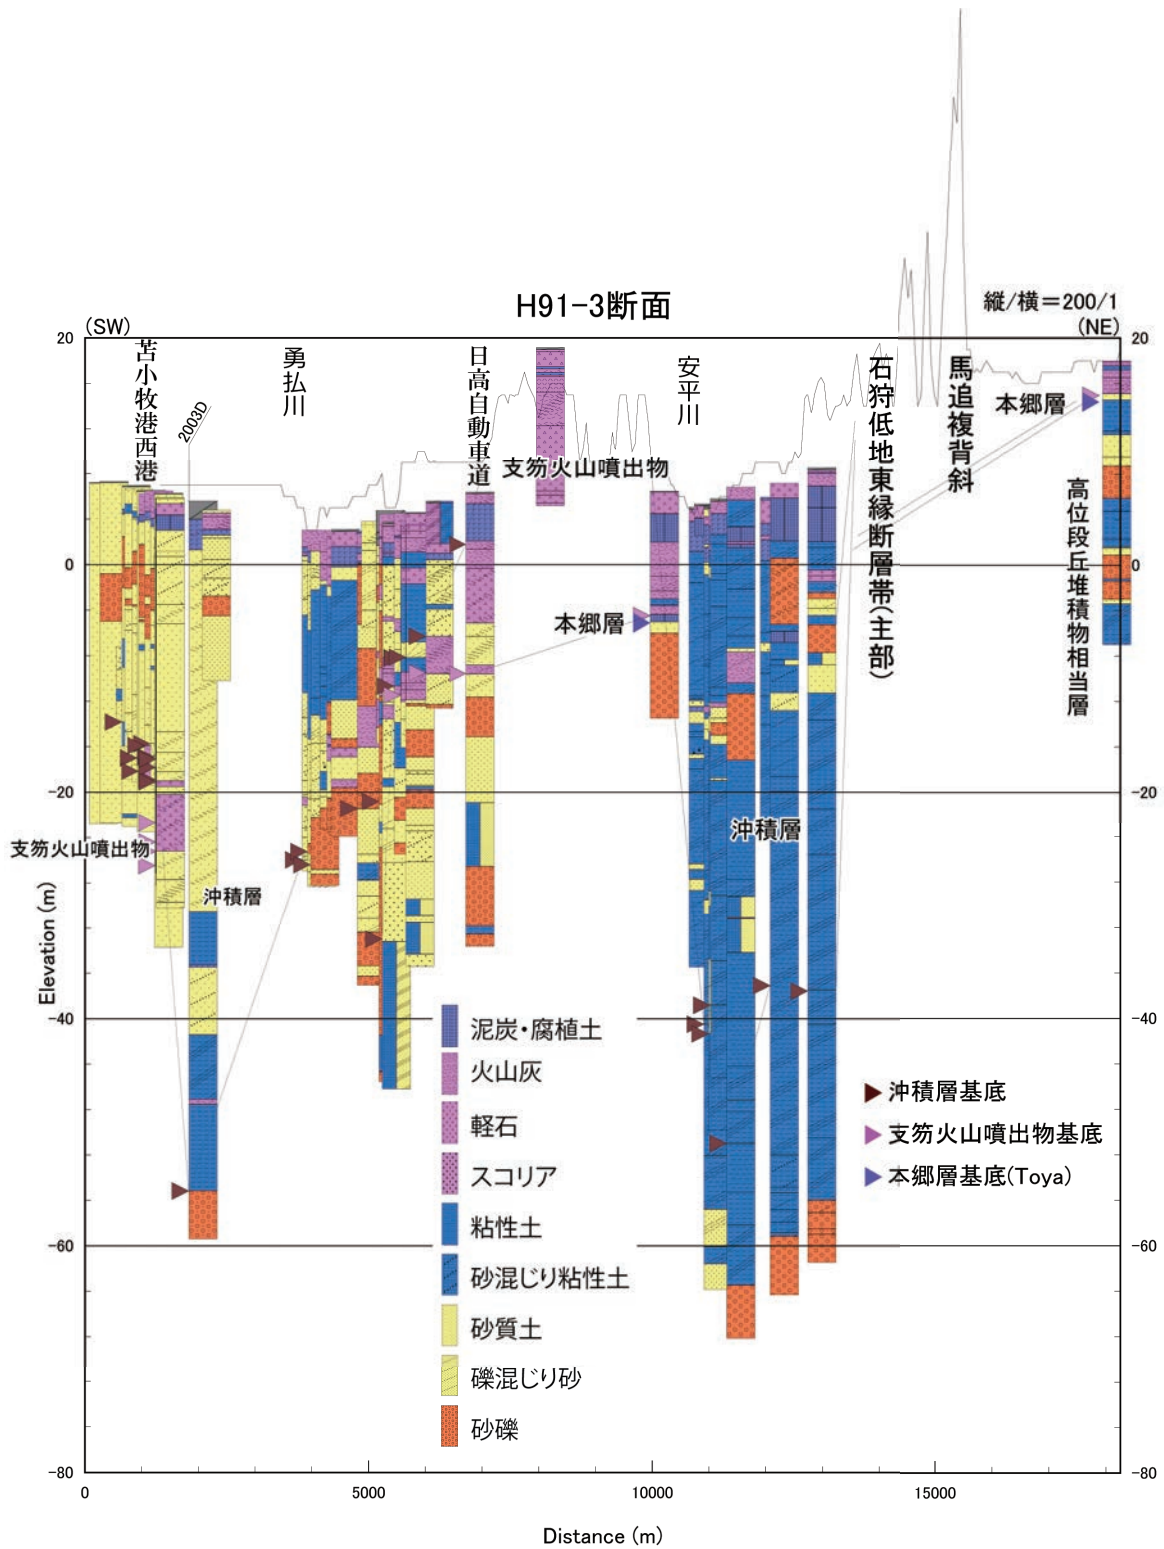 H91-3断面
縦/横=200/1
(SW)
(NE)
苫小牧港西港
2003D
勇払川
日高自動車道
支笏火山噴出物
安平川
石狩低地東縁断層帯(主部)
馬追複背斜
本郷層
高位段丘堆積物相当層
本郷層
支笏火山噴出物
沖積層
沖積層
泥炭・腐植土
火山灰
軽石
スコリア
粘性土
砂混じり粘性土
砂質土
礫混じり砂
砂礫
沖積層基底
支笏火山噴出物基底
本郷層基底(Toya)
Elevation (m)
20
0
-20
-40
-60
-80
20
0
-20
-40
-60
-80
0
5000
10000
15000
Distance (m)